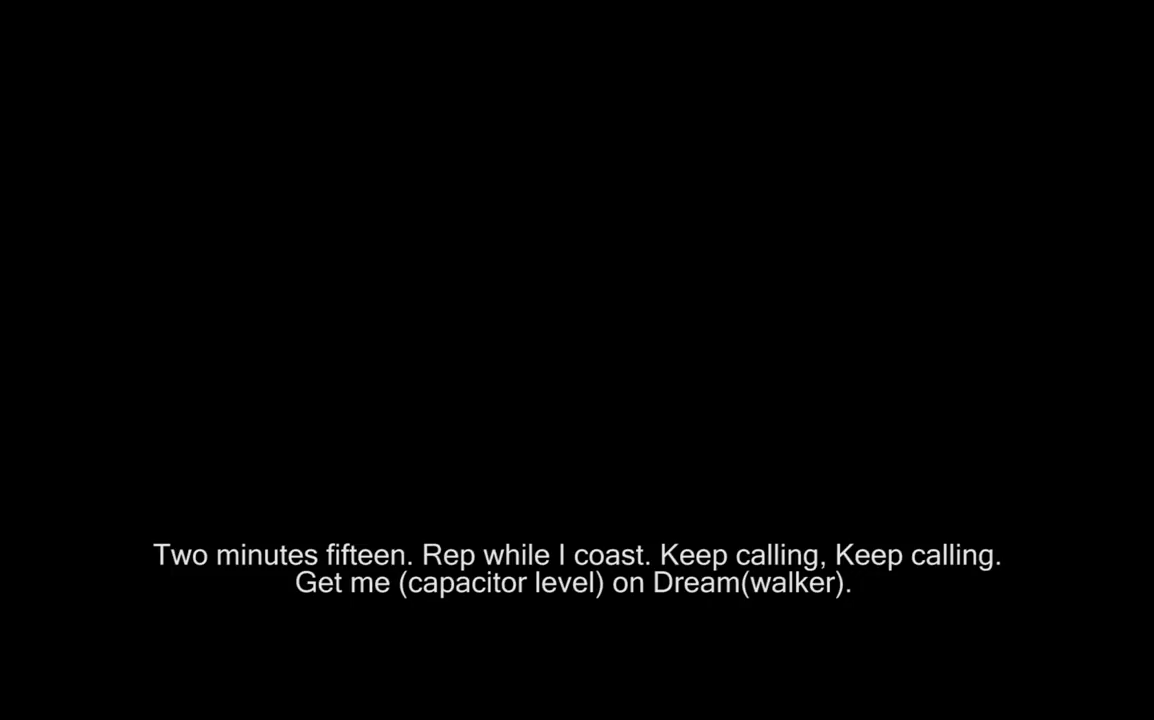 Two minutes fifteen. Rep while I coast. Keep calling, Keep calling.
Get me (capacitor level) on Dream(walker).